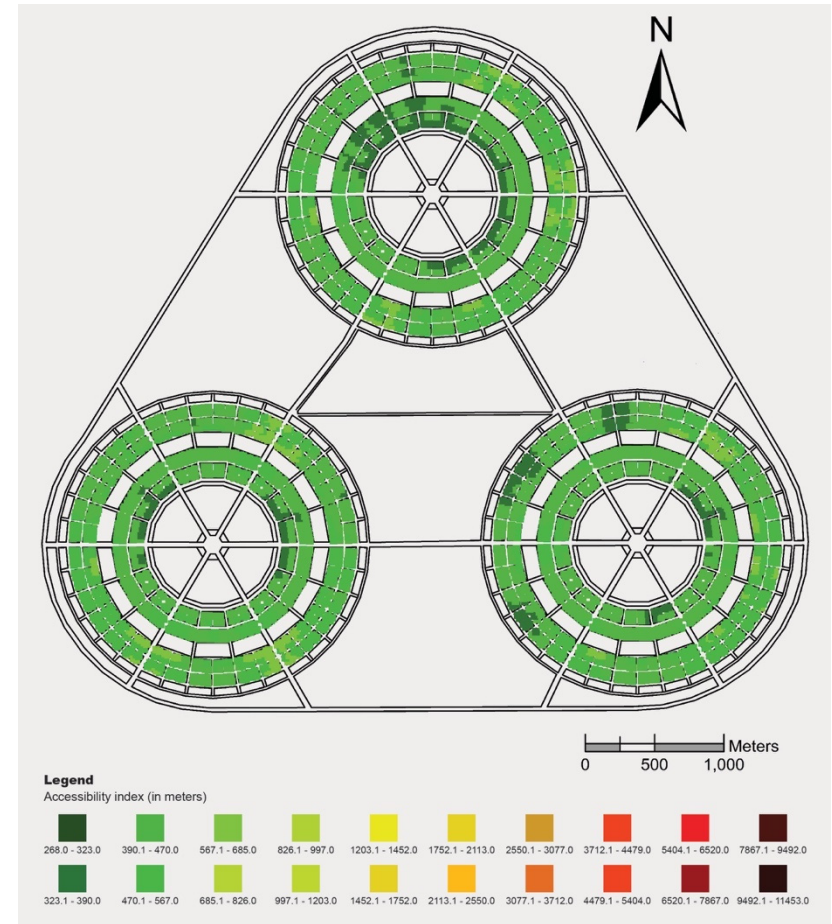 N
Meters
0 500 1,000
Legend
Accessibility index (in meters)
268.0 - 323.0 390.1 - 470.0 567.1 - 685.0 826.1 - 997.0 1203.1 - 1452.0 1752.1 - 2113.0 2550.1 - 3077.0 3712.1 - 4479.0 5404.1 - 6520.0 7867.1 - 9492.0
323.1 - 390.0 470.1 - 567.0 685.1 - 826.0 997.1 - 1203.0 1452.1 - 1752.0 2113.1 - 2550.0 3077.1 - 3712.0 4479.1 - 5404.0 6520.1 - 7867.0 9492.1 - 11453.0